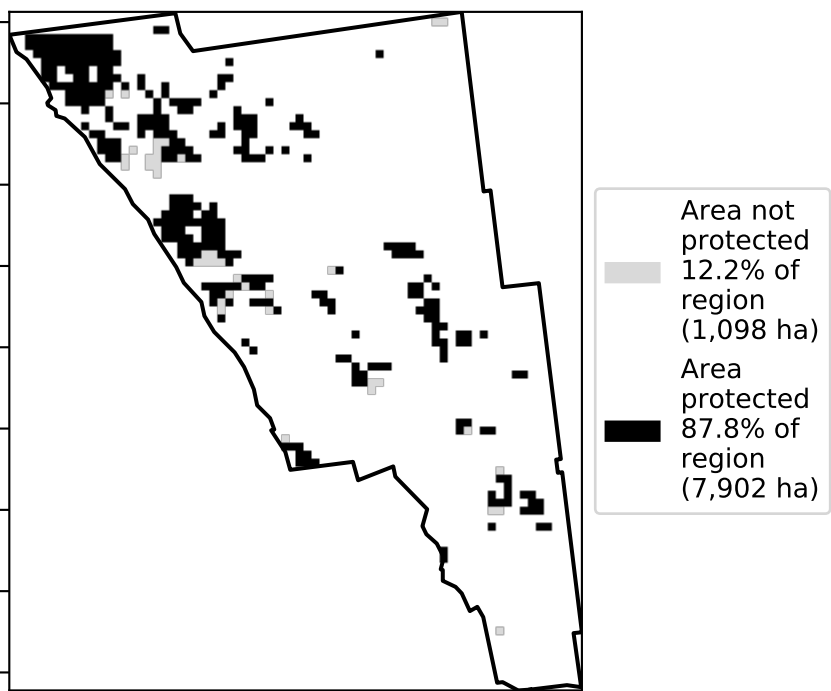 Area not
protected
12.2% of
region
(1,098 ha)
Area
protected
87.8% of
region
(7,902 ha)